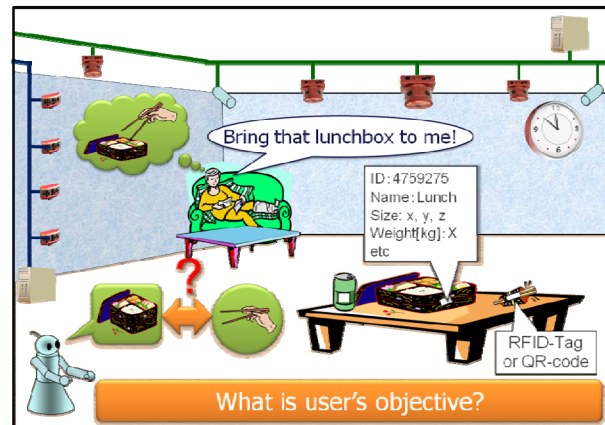 Bring that lunchbox to me!
ID:4759275
Name:Lunch
Size: x, y, z
Weight[kg]:X
etc
?
RFID-Tag
or QR-code
What is user's objective?